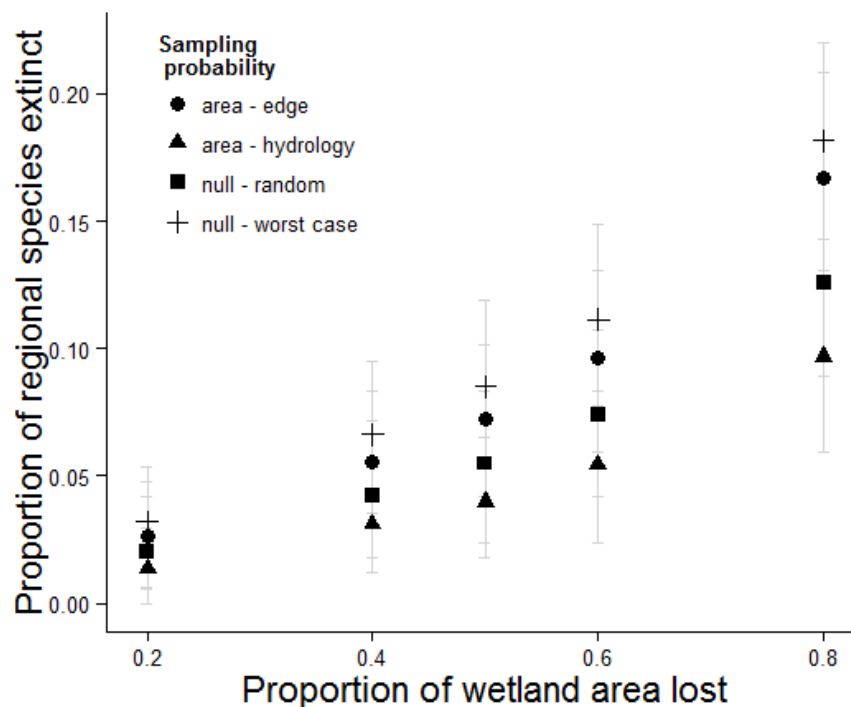 Proportion of regional species extinct
0.20
0.15
0.10
0.05
0.00
Sampling
probability
area - edge
area - hydrology
null - random
null - worst case
0.2 0.4 0.6 0.8
Proportion of wetland area lost